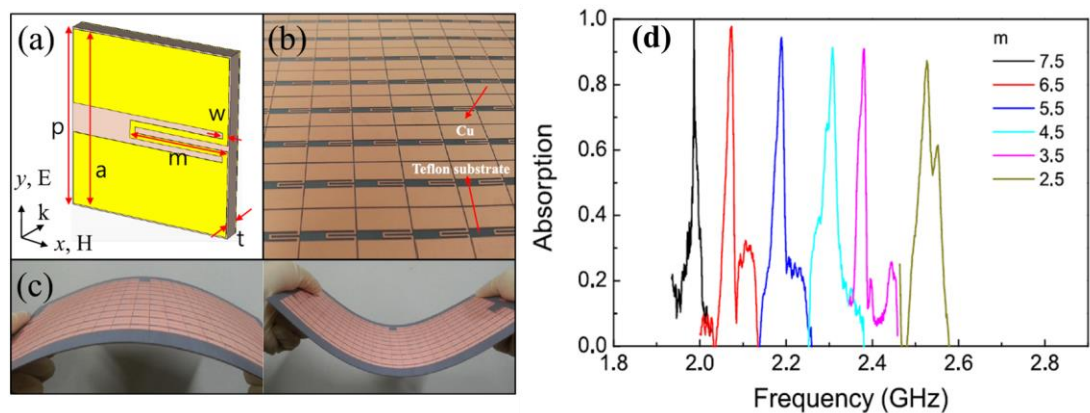 (a)
p
a
w
m
t
y, E
k
x, H
(b)
Cu
Teflon substrate
(c)
(d)
Absorption
1.0
0.8
0.6
0.4
0.2
0.0
1.8
2.0
2.2
2.4
2.6
2.8
Frequency (GHz)
m
7.5
6.5
5.5
4.5
3.5
2.5